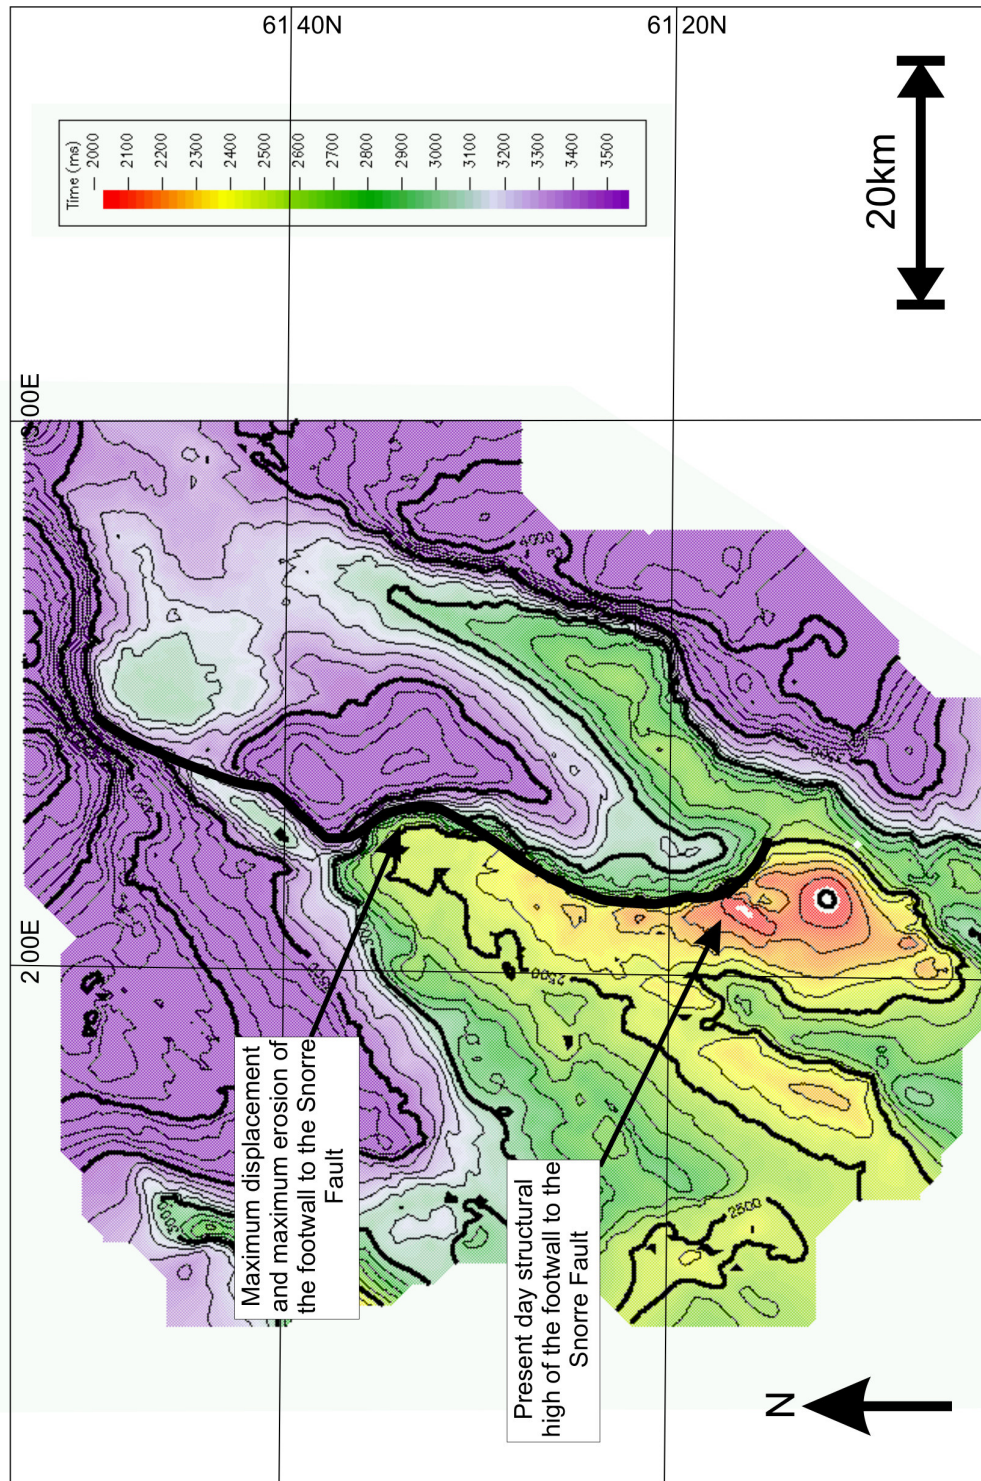 61 40N
61 20N
Time (ms)
2000
2100
2200
2300
2400
2500
2600
2700
2800
2900
3000
3100
3200
3300
3400
3500
20km
3 00E
2 00E
4000
3000
2500
2500
Maximum displacement
and maximum erosion of
the footwall to the Snorre
Fault
Present day structural
high of the footwall to the
Snorre Fault
N